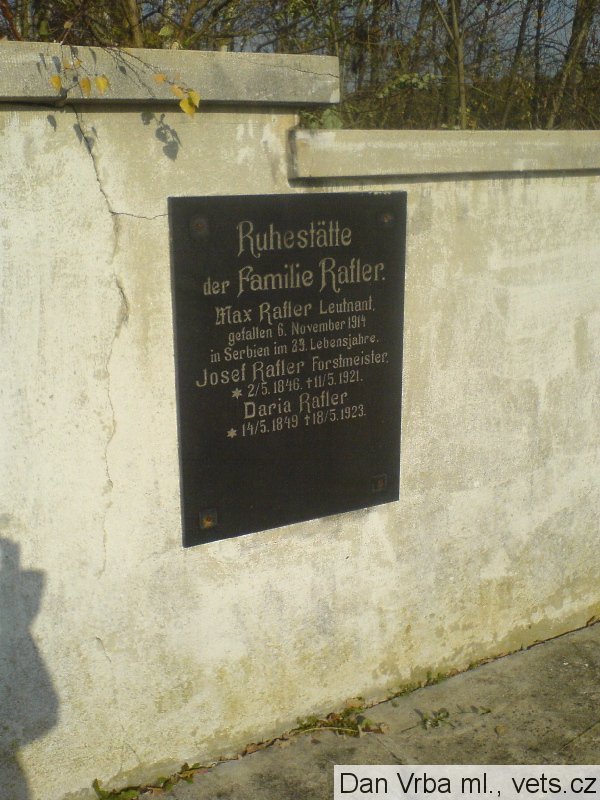 Ruhestätte
der Familie Rafler.
Max Rafler Leutnant,
gefallen 6. November 1914
in Serbien im 39. Lebensjahre.
Josef Rafler Forstmeister,
* 2/5. 1846. † 11/5. 1921.
Daria Rafler
* 14/5. 1849 † 18/5. 1923.
Dan Vrba ml., vets.cz